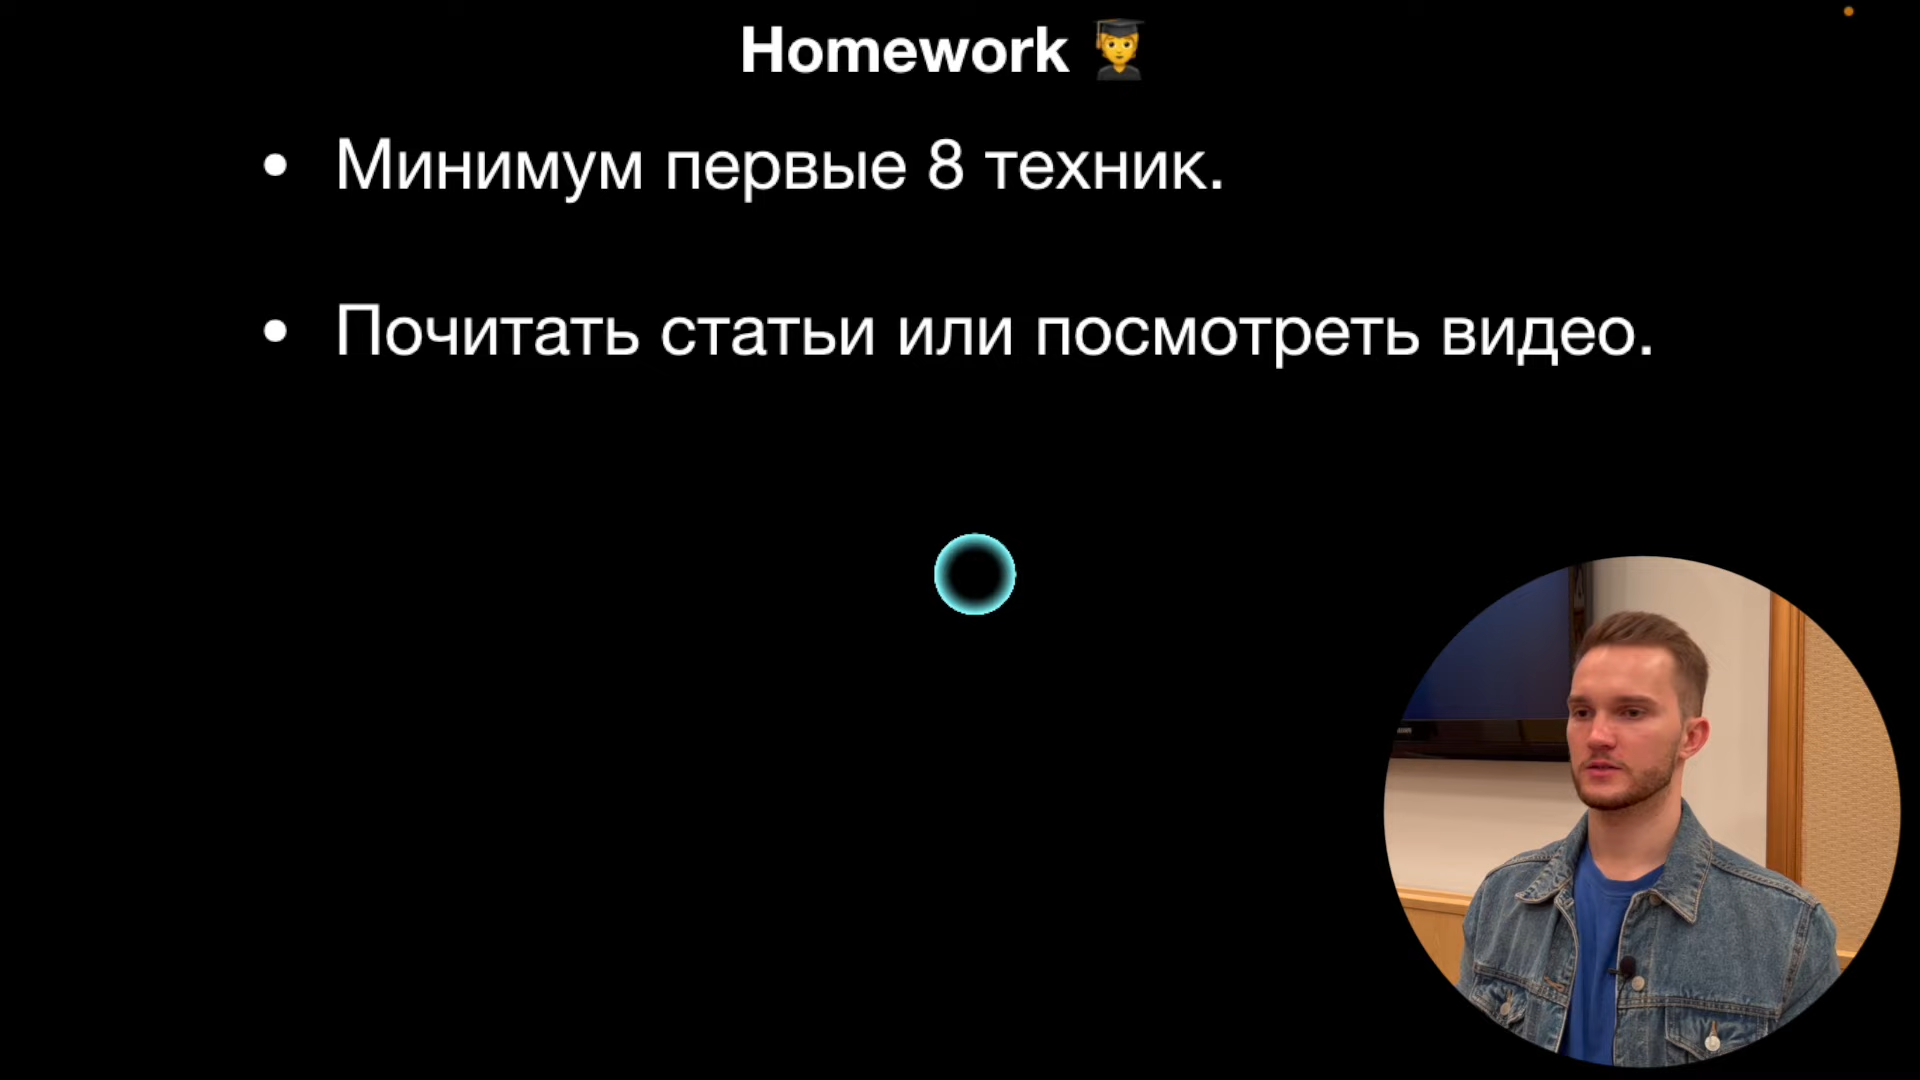 Homework
• Минимум первые 8 техник.
• Почитать статьи или посмотреть видео.